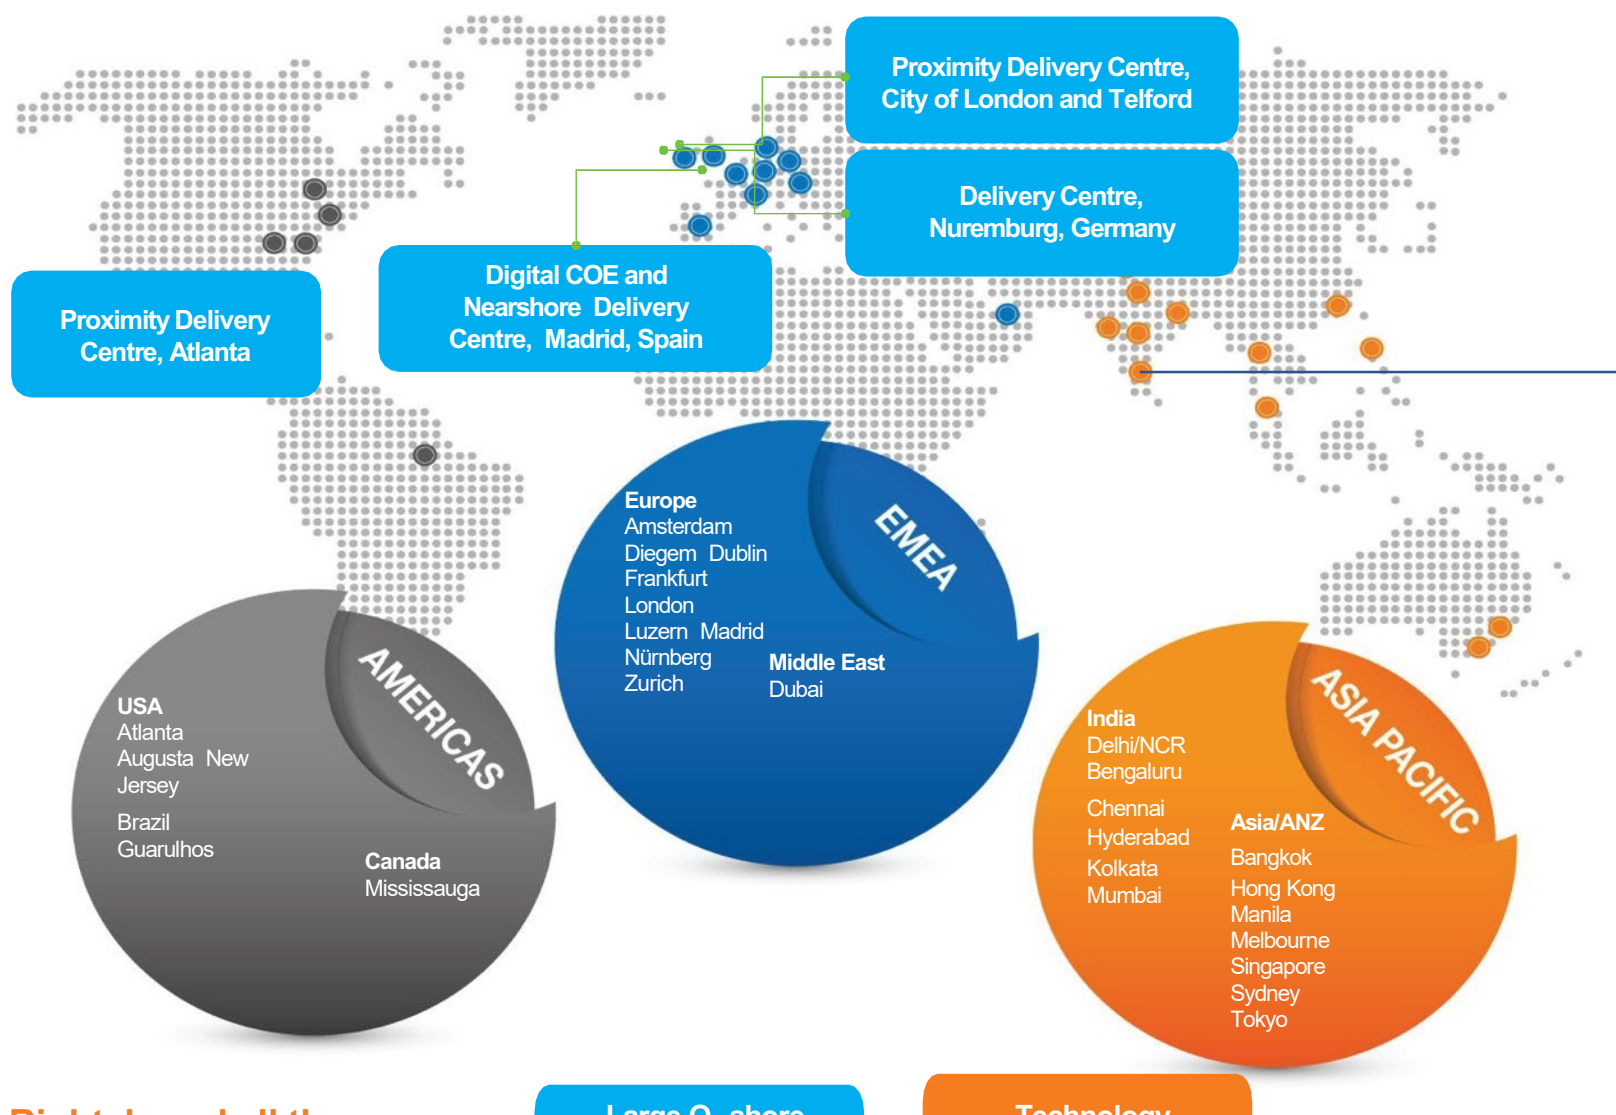 Proximity Delivery Centre,
City of London and Telford
Delivery Centre,
Nuremburg, Germany
Digital COE and
Nearshore Delivery
Centre, Madrid, Spain
Proximity Delivery
Centre, Atlanta
AMERICAS
USA
Atlanta
Augusta New
Jersey
Brazil
Guarulhos
Canada
Mississauga
EMEA
Europe
Amsterdam
Diegem Dublin
Frankfurt
London
Luzern Madrid
Nürnberg
Zurich
Middle East
Dubai
ASIA PACIFIC
India
Delhi/NCR
Bengaluru
Chennai
Hyderabad
Kolkata
Mumbai
Asia/ANZ
Bangkok
Hong Kong
Manila
Melbourne
Singapore
Sydney
Tokyo
Large O shore
Technology